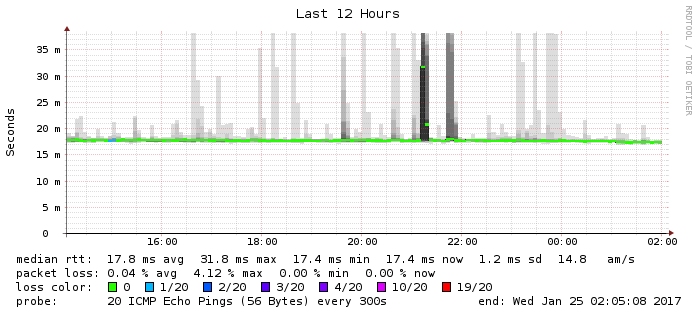 Last 12 Hours
RRDTOOL / TOBI OETIKER
Seconds
35 m
30 m
25 m
20 m
15 m
10 m
5 m
0
16:00 18:00 20:00 22:00 00:00 02:00
median rtt: 17.8 ms avg 31.8 ms max 17.4 ms min 17.4 ms now 1.2 ms sd 14.8 am/s
packet loss: 0.04 % avg 4.12 % max 0.00 % min 0.00 % now
loss color: 0 1/20 2/20 3/20 4/20 10/20 19/20
probe: 20 ICMP Echo Pings (56 Bytes) every 300s end: Wed Jan 25 02:05:08 2017